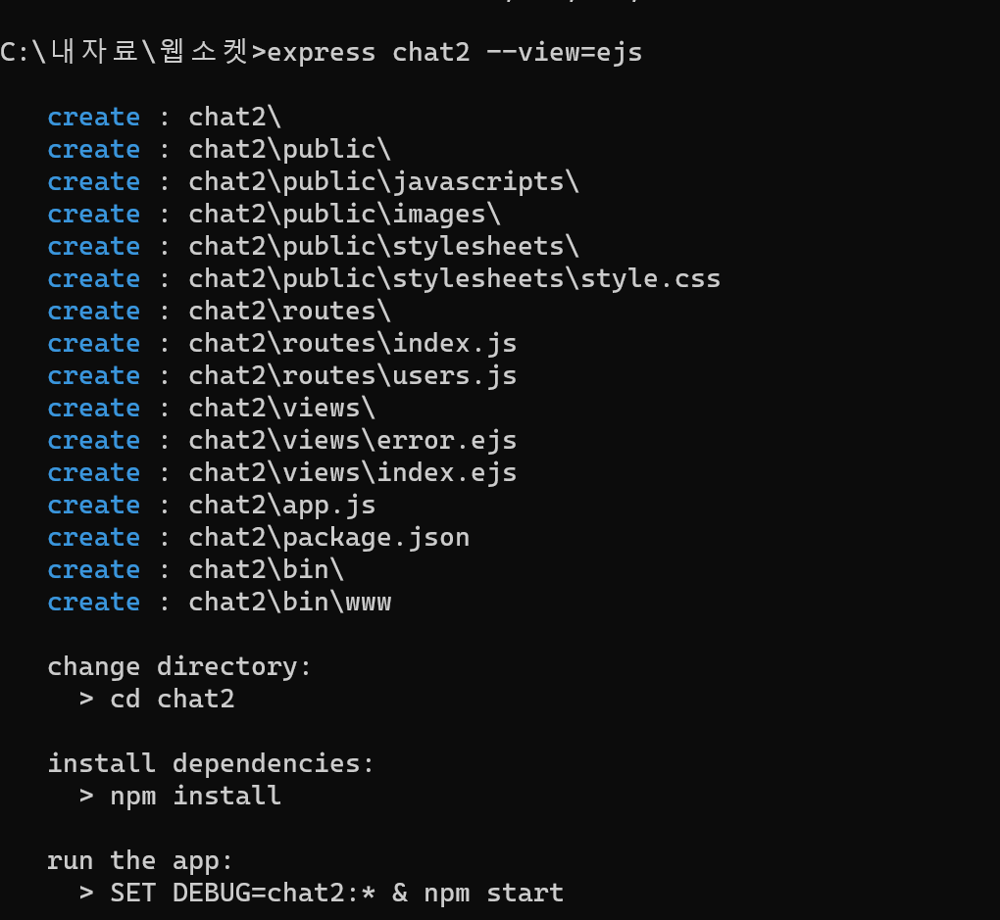 C:\내자료\웹소켓>express chat2 --view=ejs
create : chat2\
create : chat2\public\
create : chat2\public\javascripts\
create : chat2\public\images\
create : chat2\public\stylesheets\
create : chat2\public\stylesheets\style.css
create : chat2\routes\
create : chat2\routes\index.js
create : chat2\routes\users.js
create : chat2\views\
create : chat2\views\error.ejs
create : chat2\views\index.ejs
create : chat2\app.js
create : chat2\package.json
create : chat2\bin\
create : chat2\bin\www
change directory:
> cd chat2
install dependencies:
> npm install
run the app:
> SET DEBUG=chat2:* & npm start